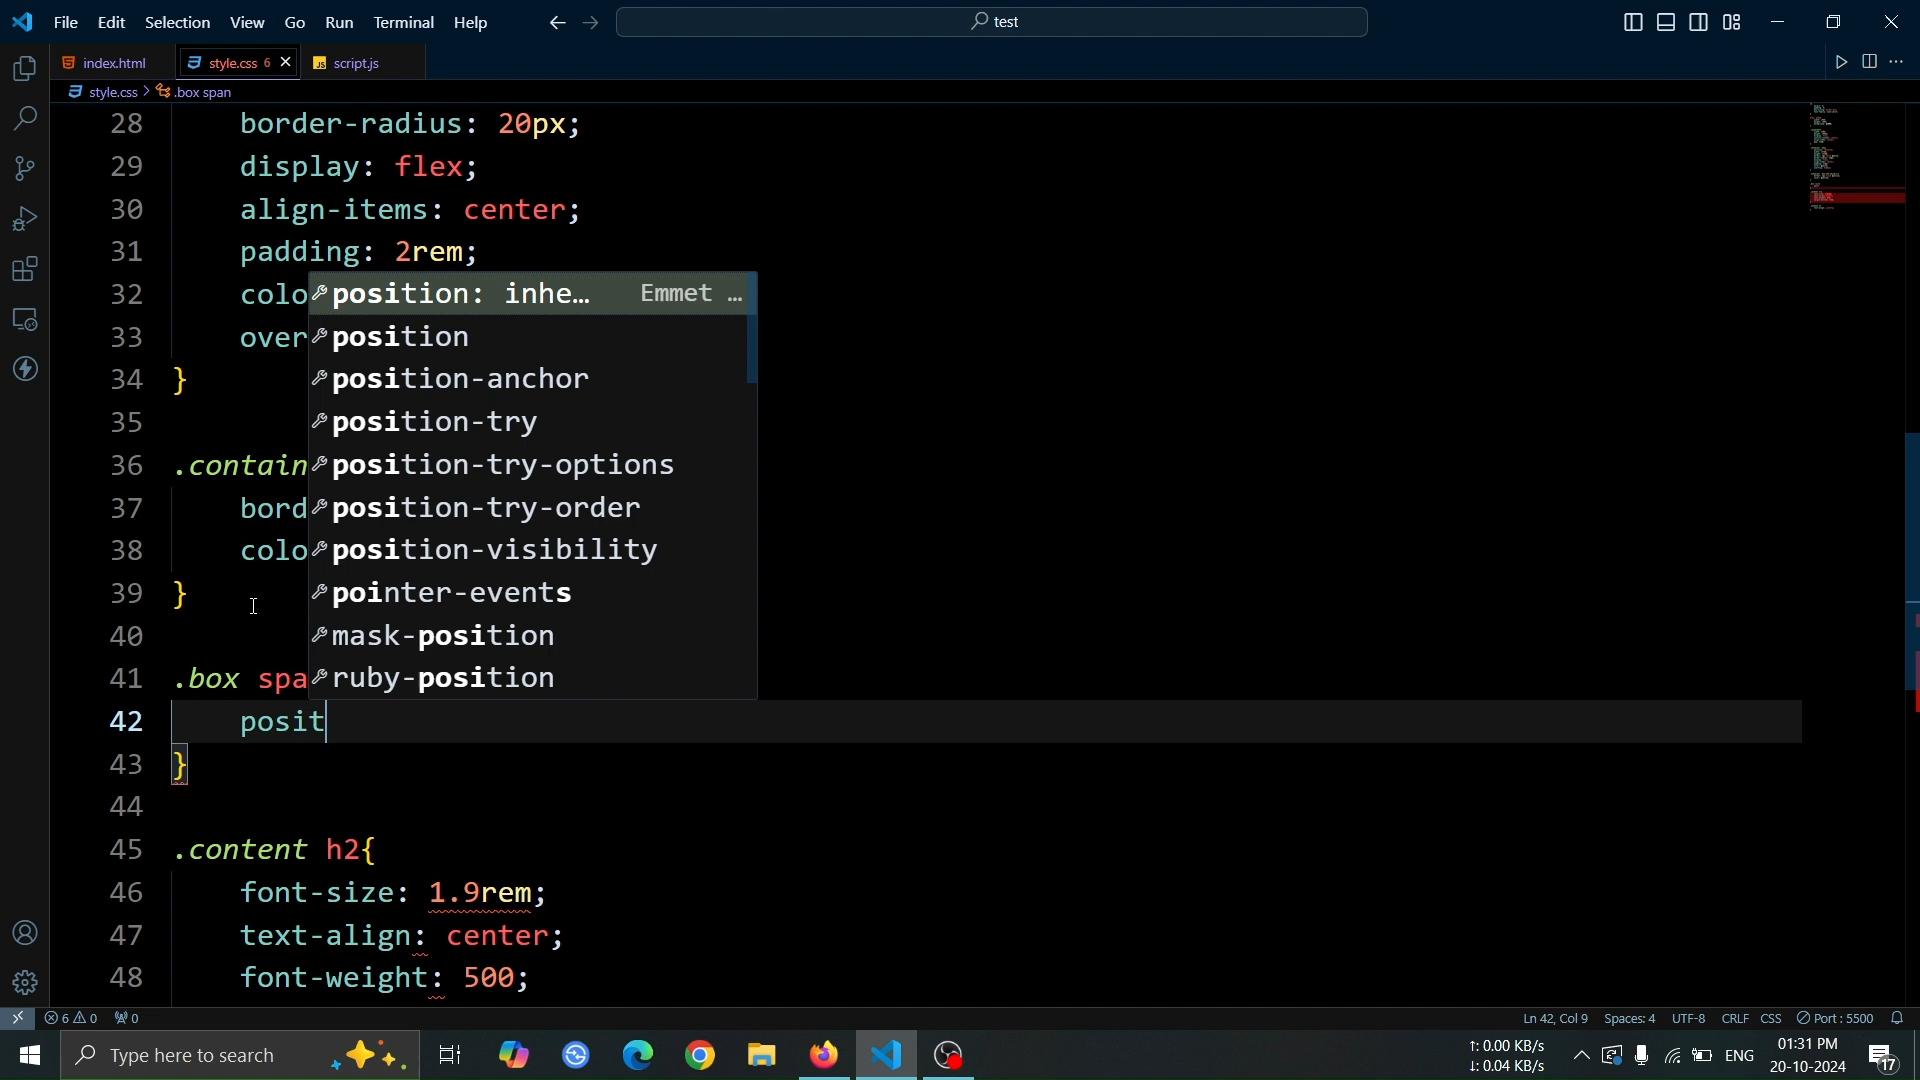 File Edit Selection View Go Run Terminal Help
test
index.html
style.css 6
JS script.js
style.css > .box span
28 border-radius: 20px;
29 display: flex;
30 align-items: center;
31 padding: 2rem;
32 colo
33 over
34 }
35
36 .contain
37 bord
38 colo
39 }
40
41 .box spa
42 posit
43 }
44
45 .content h2{
46 font-size: 1.9rem;
47 text-align: center;
48 font-weight: 500;
position: inhe… Emmet …
position
position-anchor
position-try
position-try-options
position-try-order
position-visibility
pointer-events
mask-position
ruby-position
6 0 0
Ln 42, Col 9 Spaces: 4 UTF-8 CRLF CSS Port : 5500
Type here to search
↑: 0.00 KB/s
↓: 0.04 KB/s
ENG
01:31 PM
20-10-2024
17